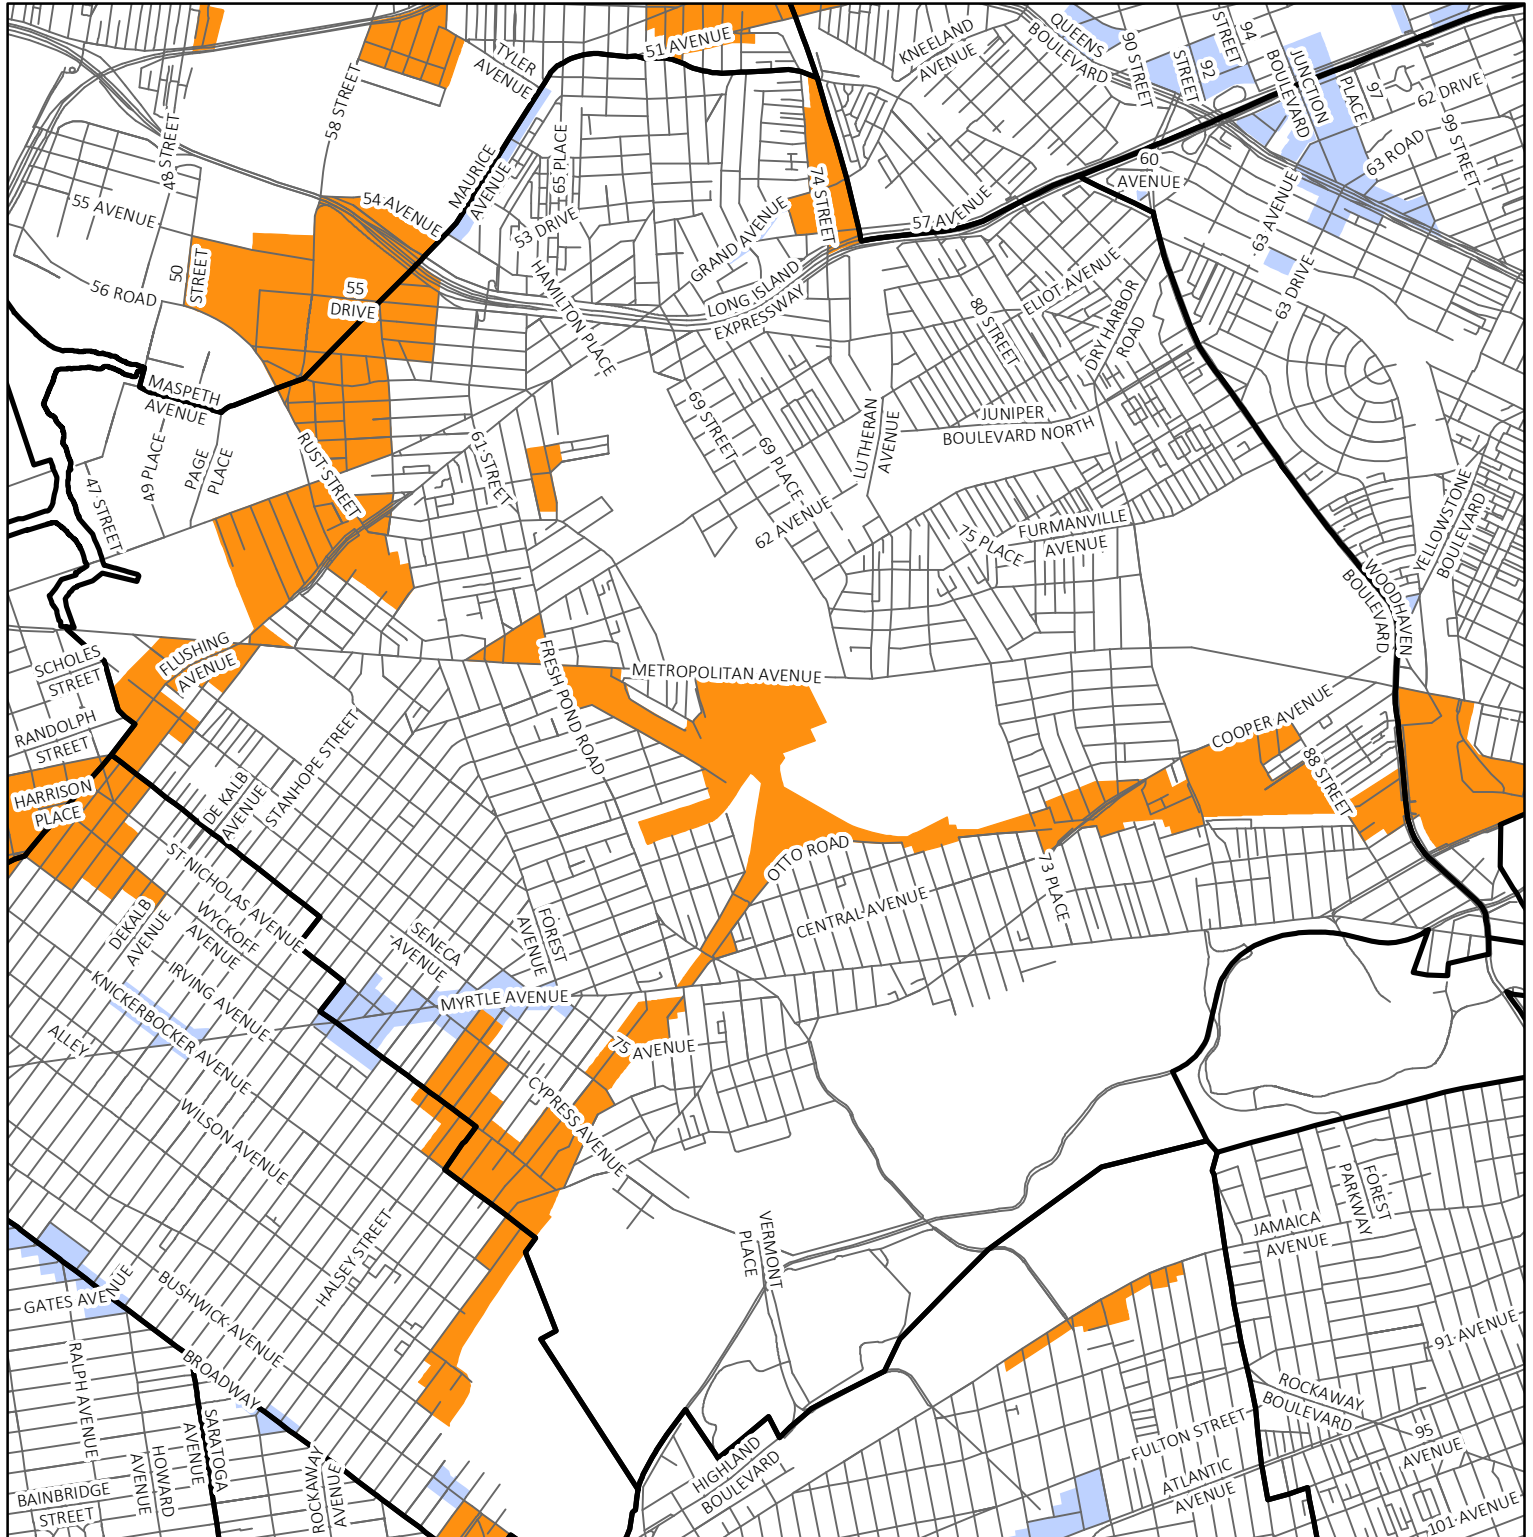 51 AVENUE
TYLER
AVENUE
KNEELAND
AVENUE
QUEENS
BOULEVARD
90 STREET
92
STREET
94
STREET
JUNCTION
BOULEVARD
97
PLACE
62 DRIVE
63 ROAD
99 STREET
58 STREET
48 STREET
55 AVENUE
54 AVENUE
MAURICE
AVENUE
65 PLACE
53 DRIVE
GRAND AVENUE
74 STREET
57 AVENUE
60
AVENUE
63 AVENUE
63 DRIVE
50
STREET
56 ROAD
55
DRIVE
HAMILTON PLACE
LONG ISLAND
EXPRESSWAY
80 STREET
ELIOT AVENUE
DRY HARBOR
ROAD
MASPETH
AVENUE
49 PLACE
PAGE
PLACE
47 STREET
RUST STREET
61 STREET
69 STREET
69 PLACE
62 AVENUE
LUTHERAN
AVENUE
JUNIPER
BOULEVARD NORTH
75 PLACE
FURMANVILLE
AVENUE
YELLOWSTONE
BOULEVARD
WOODHAVEN
BOULEVARD
SCHOLES
STREET
FLUSHING
AVENUE
RANDOLPH
STREET
HARRISON
PLACE
DE KALB
AVENUE
STANHOPE STREET
FRESH POND ROAD
METROPOLITAN AVENUE
COOPER AVENUE
88 STREET
OTTO ROAD
73 PLACE
CENTRAL AVENUE
ST NICHOLAS AVENUE
DEKALB
AVENUE
WYCKOFF
AVENUE
IRVING AVENUE
KNICKERBOCKER AVENUE
ALLEY
SENECA
AVENUE
FOREST
AVENUE
MYRTLE AVENUE
75 AVENUE
CYPRESS AVENUE
WILSON AVENUE
HALSEY STREET
BUSHWICK AVENUE
GATES AVENUE
BROADWAY
RALPH AVENUE
SARATOGA
AVENUE
HOWARD
AVENUE
BAINBRIDGE
STREET
ROCKAWAY
AVENUE
VERMONT
PLACE
HIGHLAND
BOULEVARD
FOREST
PARKWAY
JAMAICA
AVENUE
91 AVENUE
ROCKAWAY
BOULEVARD
FULTON STREET
ATLANTIC
AVENUE
95
AVENUE
101 AVENUE